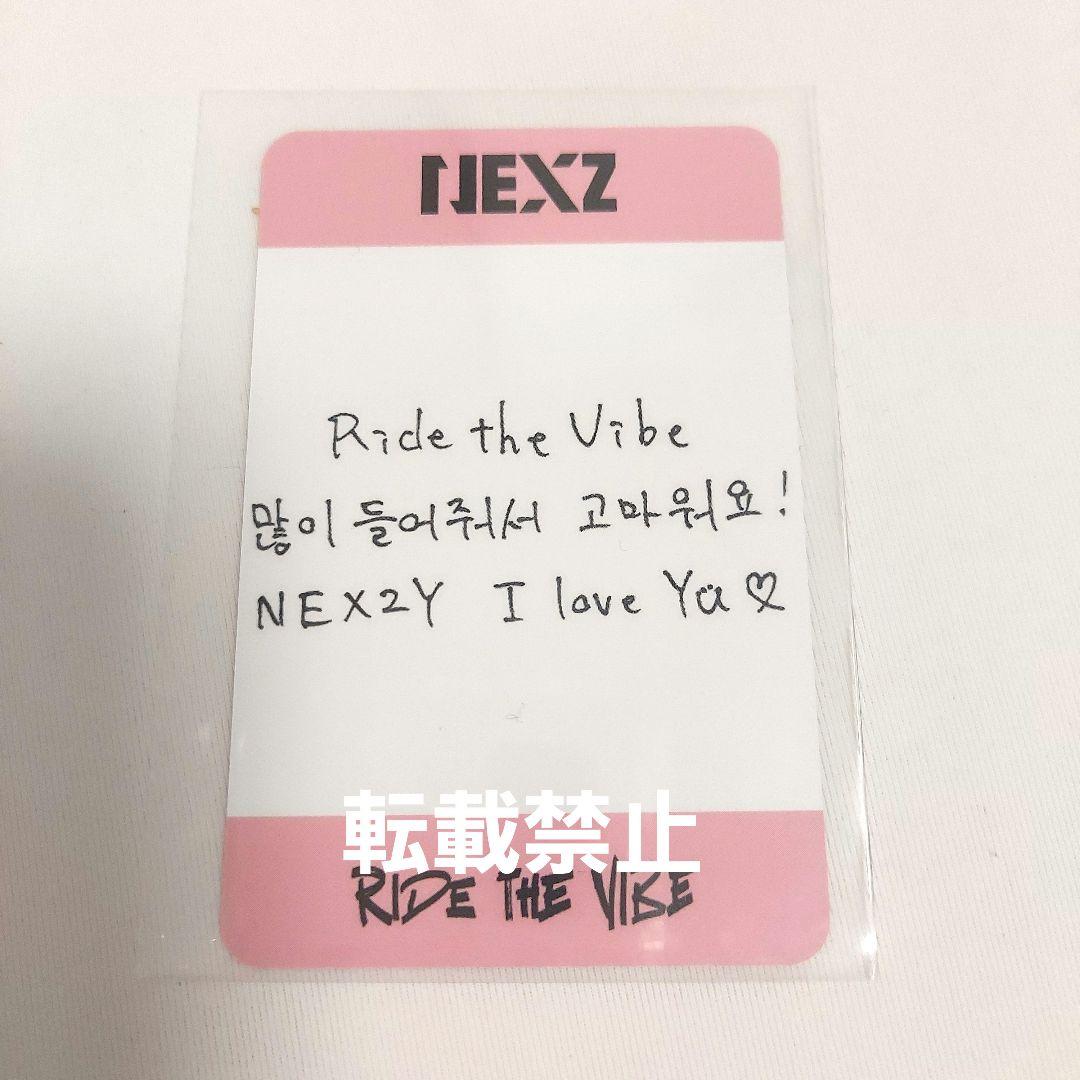 NEXZ
Ride the Vibe
많이 들어줘서 고마워요!
NEX2Y I love Yü♡
転載禁止
RIDE THE VIBE